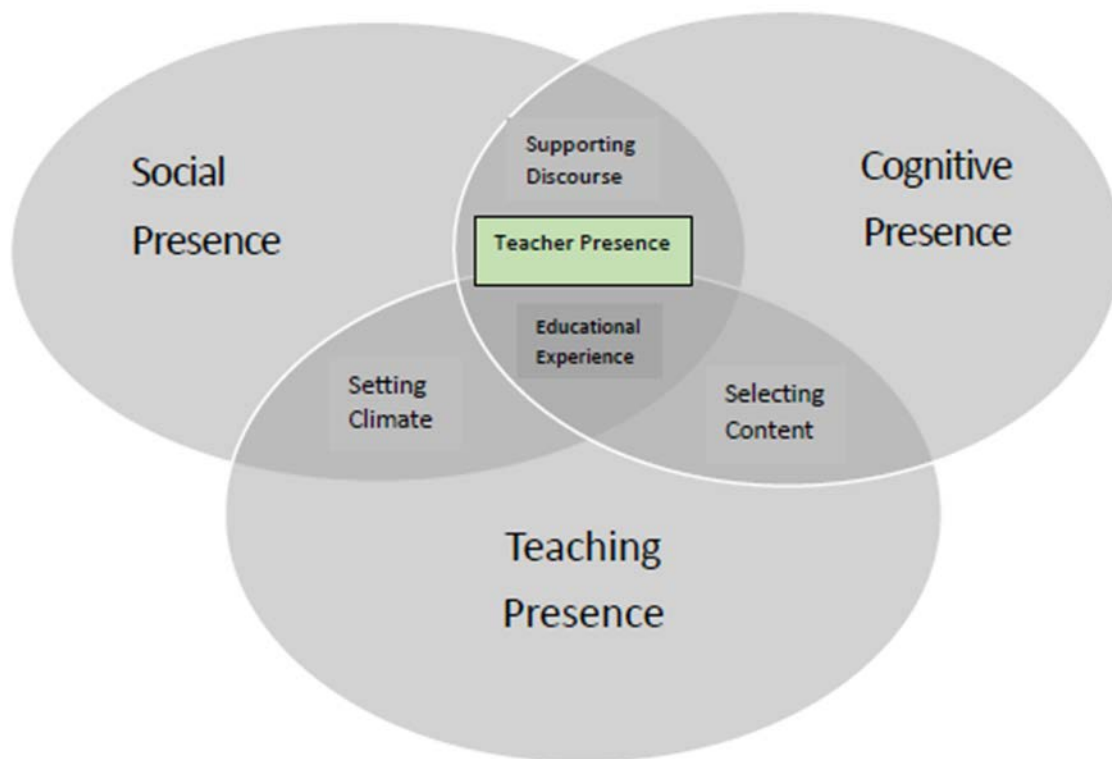 Social
Presence
Supporting
Discourse
Cognitive
Presence
Teacher Presence
Educational
Experience
Setting
Climate
Selecting
Content
Teaching
Presence